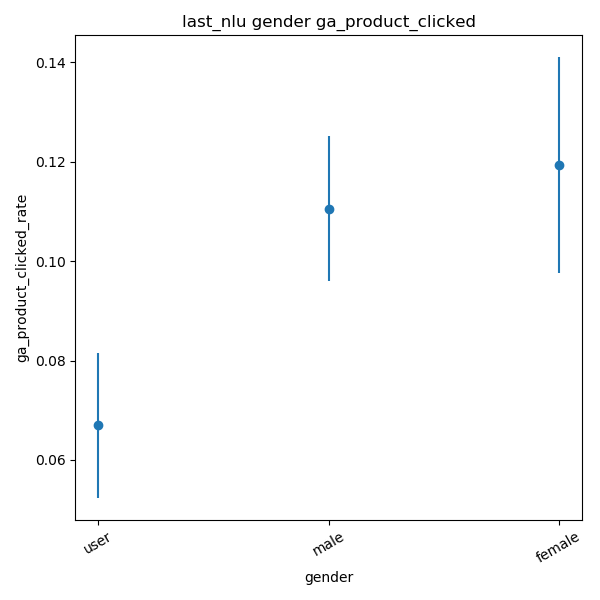 last_nlu gender ga_product_clicked
0.14
0.12
0.10
0.08
0.06
ga_product_clicked_rate
user
male
female
gender